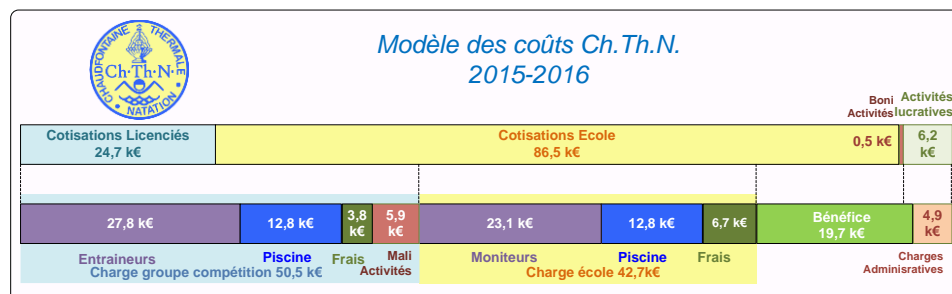 Modèle des coûts Ch.Th.N.
2015-2016
CHAUDFONTAINE THERMALE
Ch·Th·N·
NATATION
Boni
Activités
Activités
lucratives
Cotisations Licenciés
24,7 k€
Cotisations Ecole
86,5 k€
0,5 k€
6,2
k€
27,8 k€
12,8 k€
3,8
k€
5,9
k€
23,1 k€
12,8 k€
6,7 k€
Bénéfice
19,7 k€
4,9
k€
Entraineurs
Piscine
Frais
Mali
Activités
Charge groupe compétition 50,5 k€
Moniteurs
Piscine
Frais
Charge école 42,7k€
Charges
Adminisratives